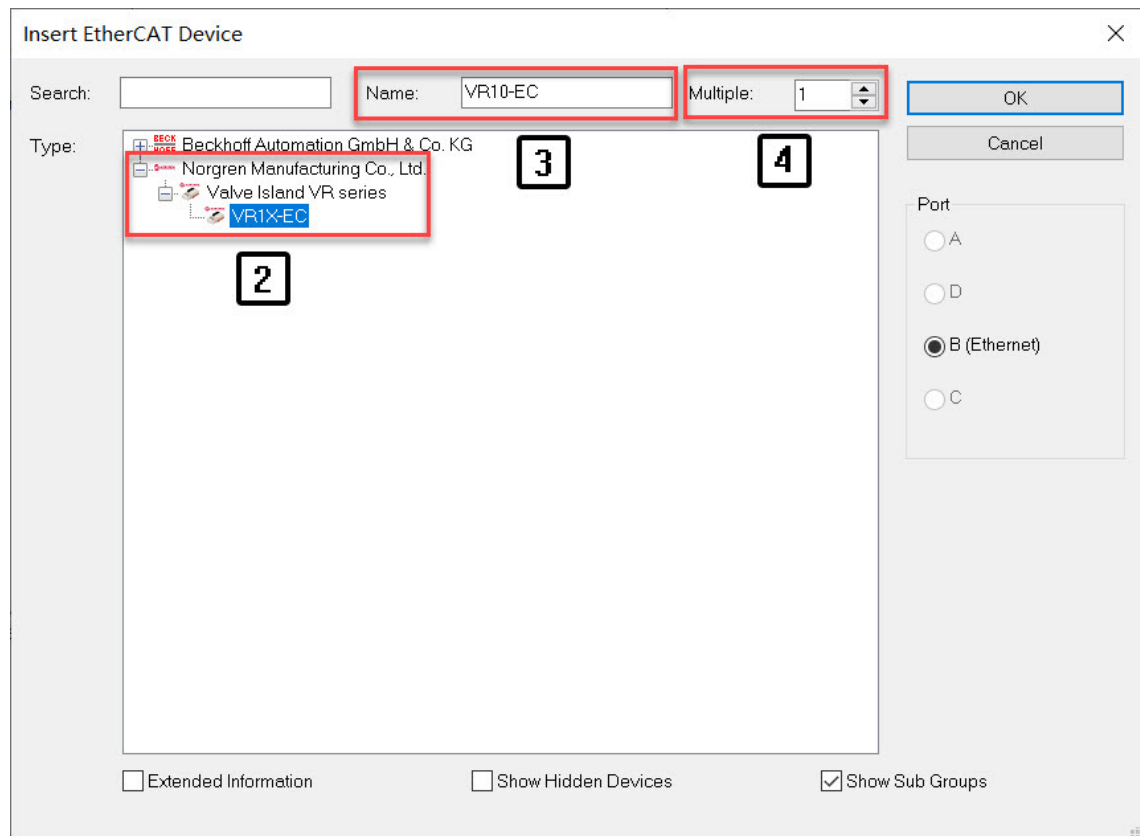 Insert EtherCAT Device
Search:
Name: VR10-EC
Multiple: 1
OK
Type:
BECKHOFF Beckhoff Automation GmbH & Co. KG
Cancel
3
4
Norgren Manufacturing Co., Ltd.
Valve Island VR series
VR1X-EC
2
Port
A
D
B (Ethernet)
C
Extended Information
Show Hidden Devices
Show Sub Groups